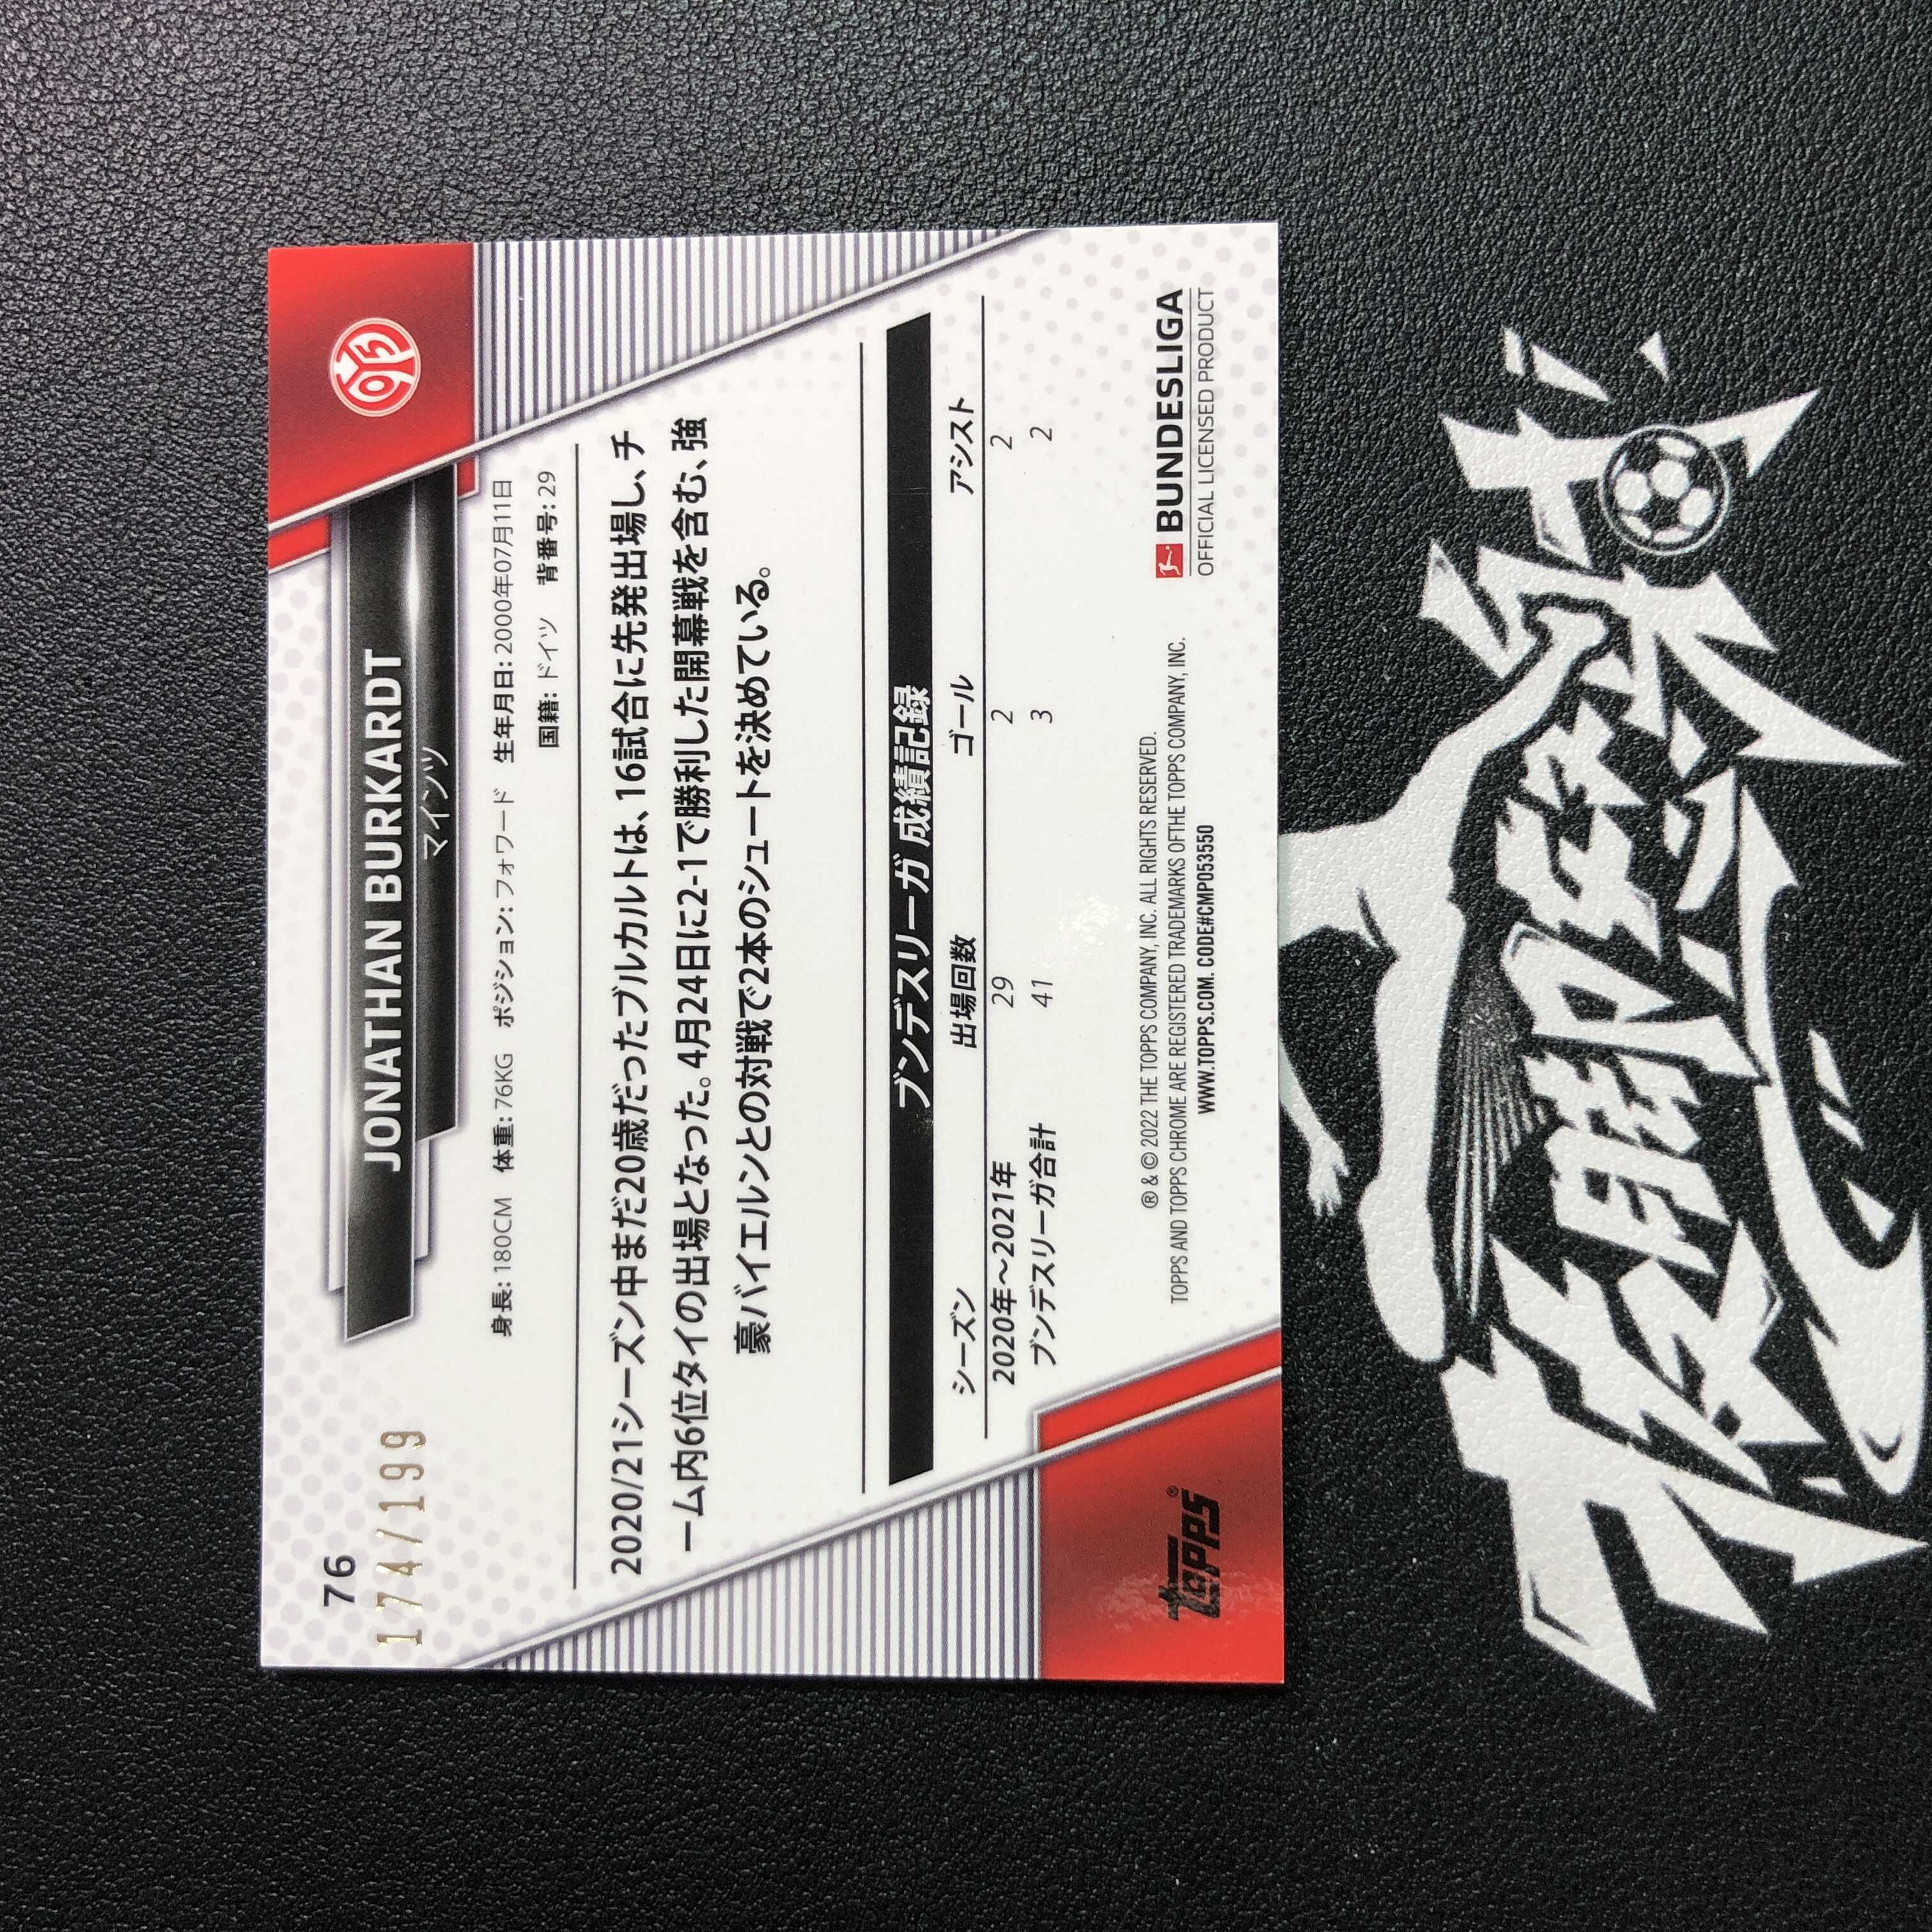 76
174/199
JONATHAN BURKARDT
マインツ
身長: 180CM 体重: 76KG ポジション: フォワード 生年月日: 2000年07月11日
国籍: ドイツ 背番号: 29
2020/21シーズン中まだ20歳だったブルカルトは、16試合に先発出場し、チ
ーム内6位タイの出場となった。4月24日に2-1で勝利した開幕戦を含む、強
豪バイエルンとの対戦で2本のシュートを決めている。
ブンデスリーガ 成績記録
シーズン 出場回数 ゴール アシスト
2020年～2021年 29 2 2
ブンデスリーガ合計 41 3 2
® & © 2022 THE TOPPS COMPANY, INC. ALL RIGHTS RESERVED.
TOPPS AND TOPPS CHROME ARE REGISTERED TRADEMARKS OF THE TOPPS COMPANY, INC.
WWW.TOPPS.COM. CODE#CMP053550
BUNDESLIGA
OFFICIAL LICENSED PRODUCT
topps®